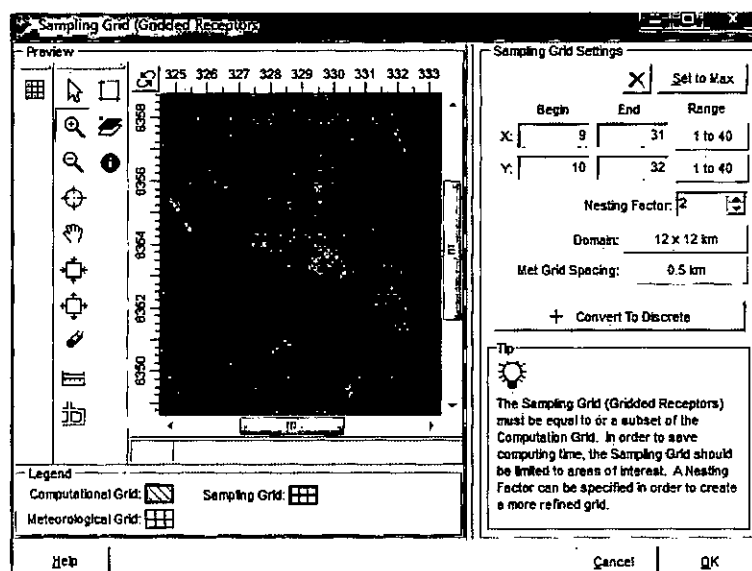 Sampling Grid (Gridded Receptors
Preview
325 326 327 328 329 330 331 332 333
6358
6356
6354
6352
6350
m
m
Legend
Computational Grid:
Sampling Grid:
Meteorological Grid:
Sampling Grid Settings
X
Set to Max
Begin End Range
X: 9 31 1 to 40
Y: 10 32 1 to 40
Nesting Factor: 2
Domain: 12 x 12 km
Met Grid Spacing: 0.5 km
+ Convert To Discrete
Tip
The Sampling Grid (Gridded Receptors)
must be equal to or a subset of the
Computation Grid. In order to save
computing time, the Sampling Grid should
be limited to areas of interest. A Nesting
Factor can be specified in order to create
a more refined grid.
Help
Cancel
OK